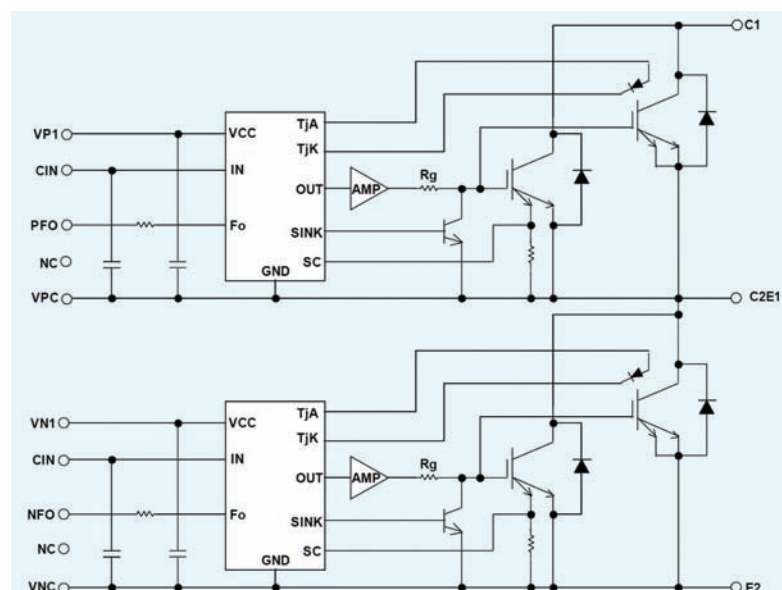 C1
TjA
VP1
VCC
TjK
CIN
IN
OUT
AMP
Rg
PFO
Fo
SINK
NC
SC
GND
VPC
C2E1
TjA
VN1
VCC
TjK
CIN
IN
OUT
AMP
Rg
NFO
Fo
SINK
NC
SC
GND
VNC
E2